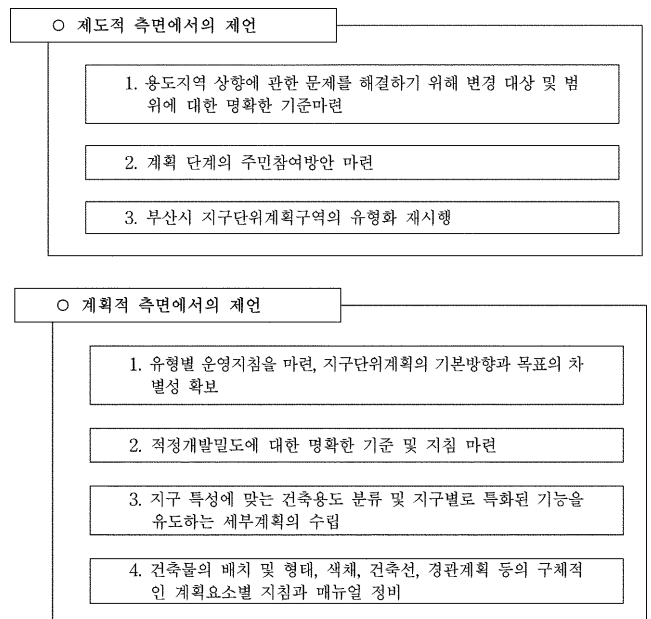 ○ 제도적 측면에서의 제언
1. 용도지역 상향에 관한 문제를 해결하기 위해 변경 대상 및 범
위에 대한 명확한 기준마련
2. 계획 단계의 주민참여방안 마련
3. 부산시 지구단위계획구역의 유형화 재시행
○ 계획적 측면에서의 제언
1. 유형별 운영지침을 마련, 지구단위계획의 기본방향과 목표의 차
별성 확보
2. 적정개발밀도에 대한 명확한 기준 및 지침 마련
3. 지구 특성에 맞는 건축용도 분류 및 지구별로 특화된 기능을
유도하는 세부계획의 수립
4. 건축물의 배치 및 형태, 색채, 건축선, 경관계획 등의 구체적
인 계획요소별 지침과 매뉴얼 정비